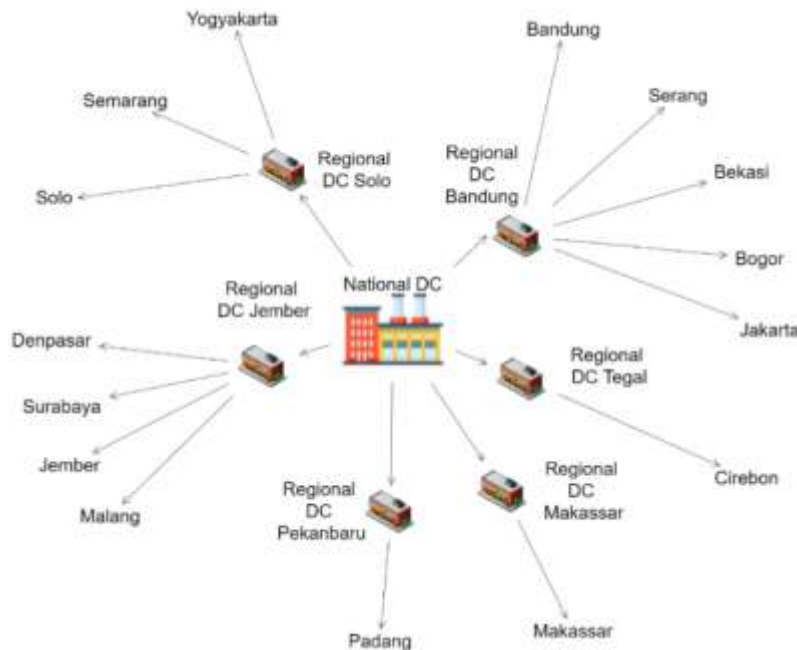 Yogyakarta
Bandung
Semarang
Serang
Regional
DC Solo
Regional
DC
Bandung
Bekasi
Solo
Bogor
National DC
Regional
DC Jember
Jakarta
Denpasar
Regional
DC Tegal
Surabaya
Jember
Cirebon
Regional
DC
Makassar
Regional
DC
Pekanbaru
Malang
Padang
Makassar